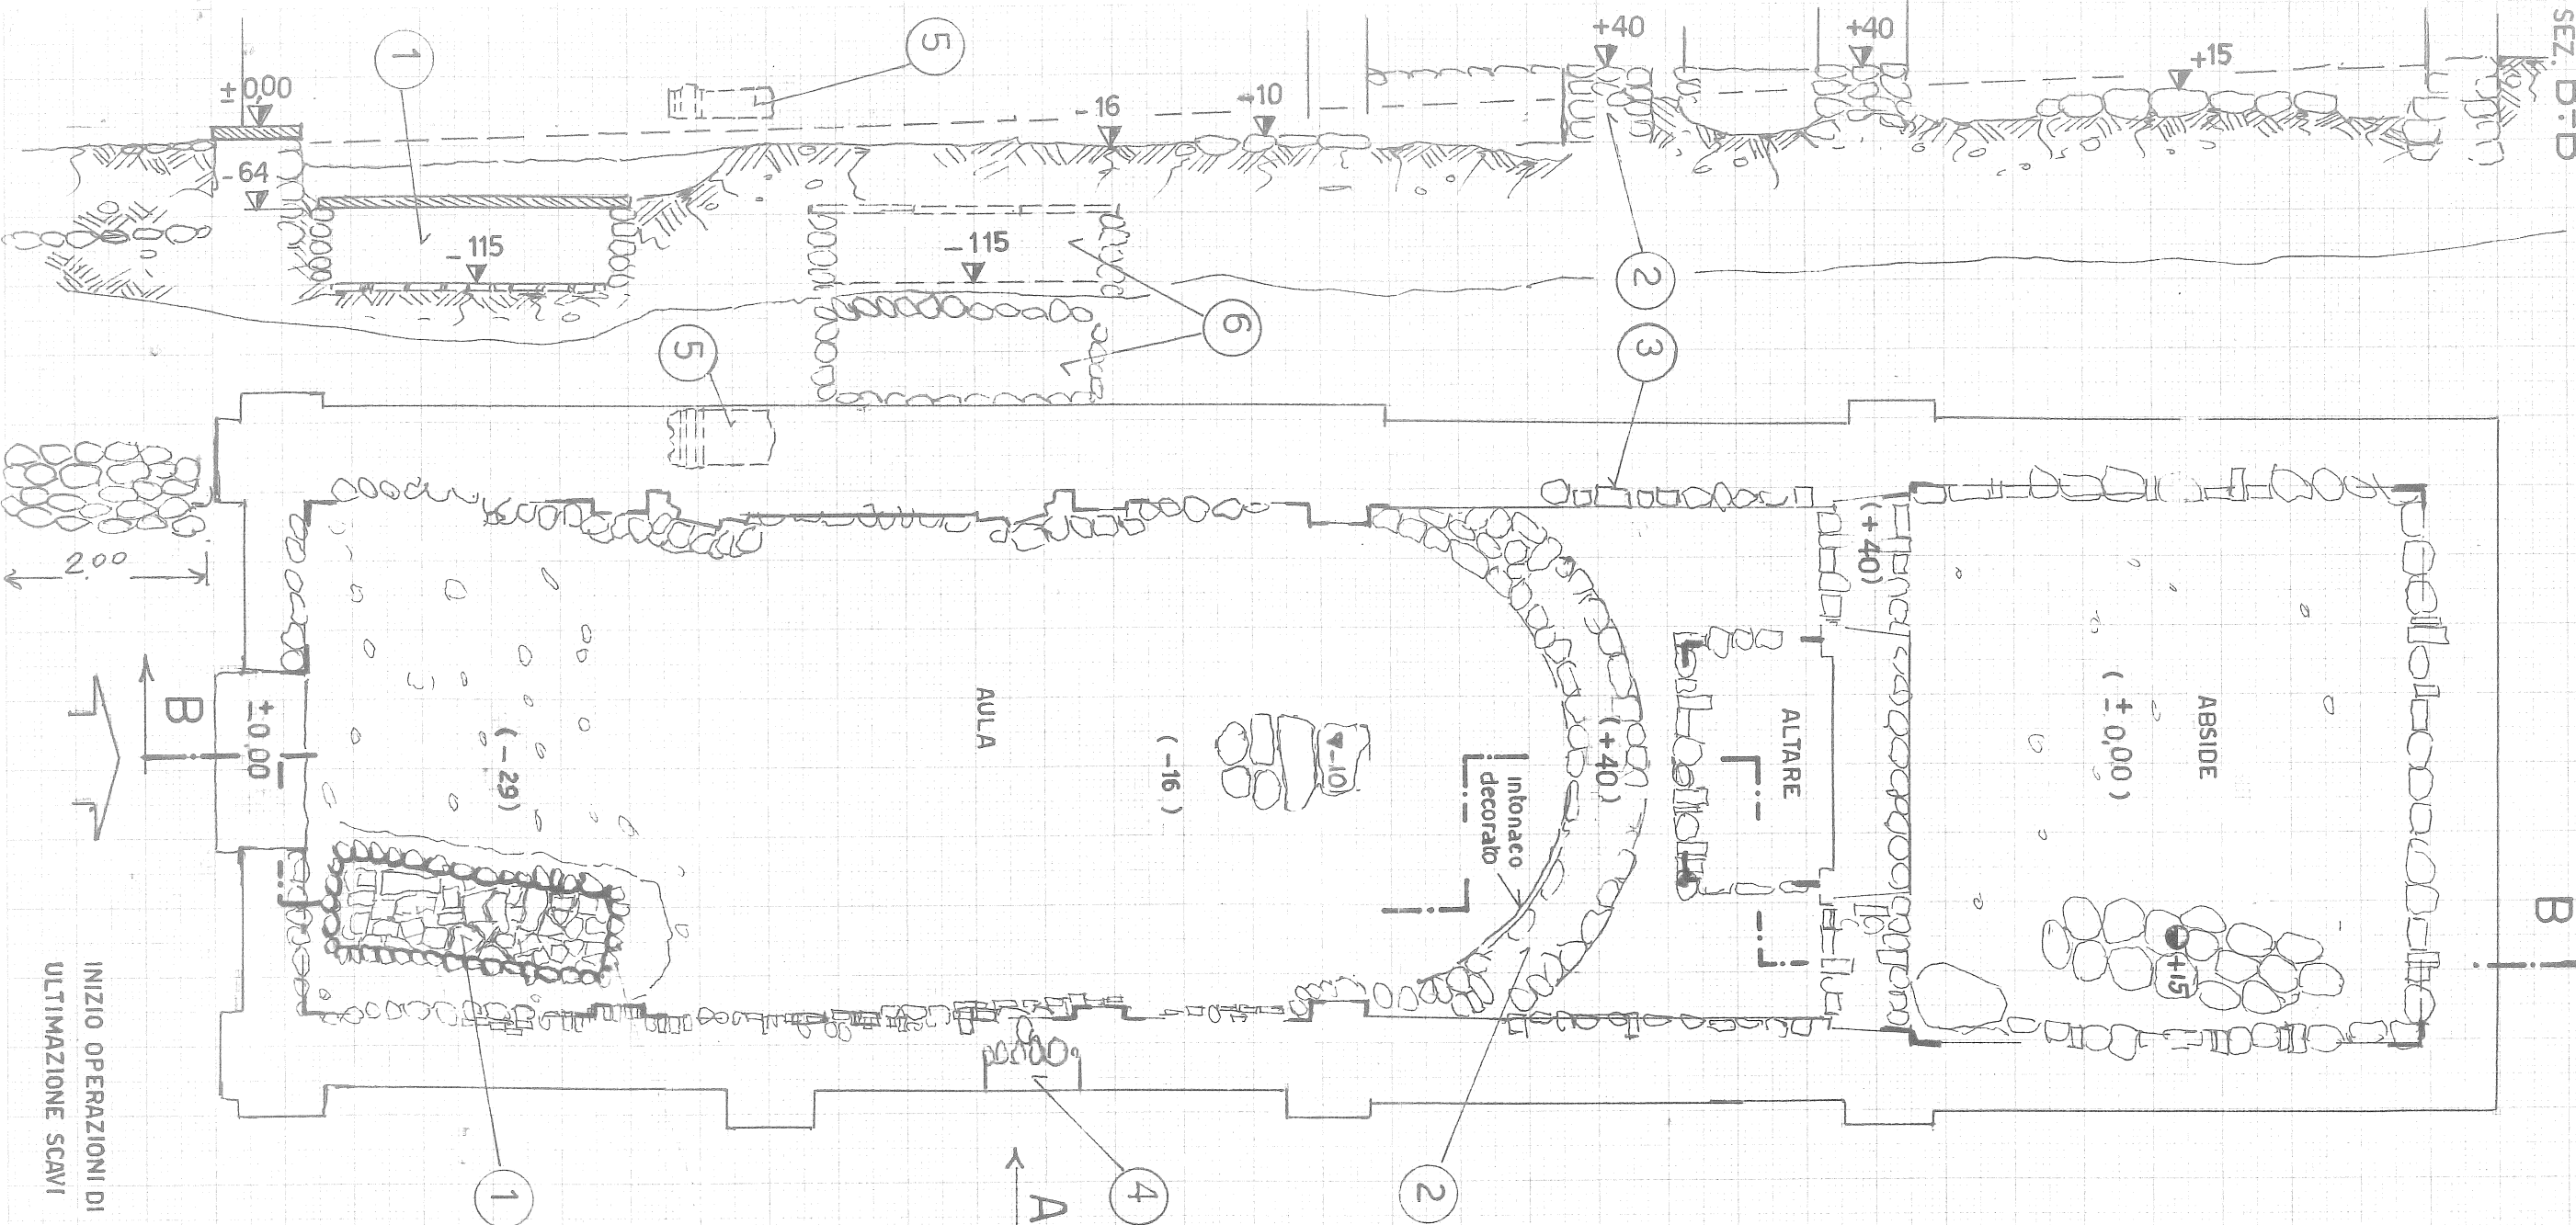 SEZ. B-B
1
5
+40
+40
+15
±0,00
-16
-10
-64
-115
-115
2
6
3
5
2.00
(+40)
B
±0,00
(-29)
AULA
(-16)
-10
intonaco
decorato
(+40)
ALTARE
(±0,00)
ABSIDE
+15
B
INIZIO OPERAZIONI DI
ULTIMAZIONE SCAVI
1
A
4
2